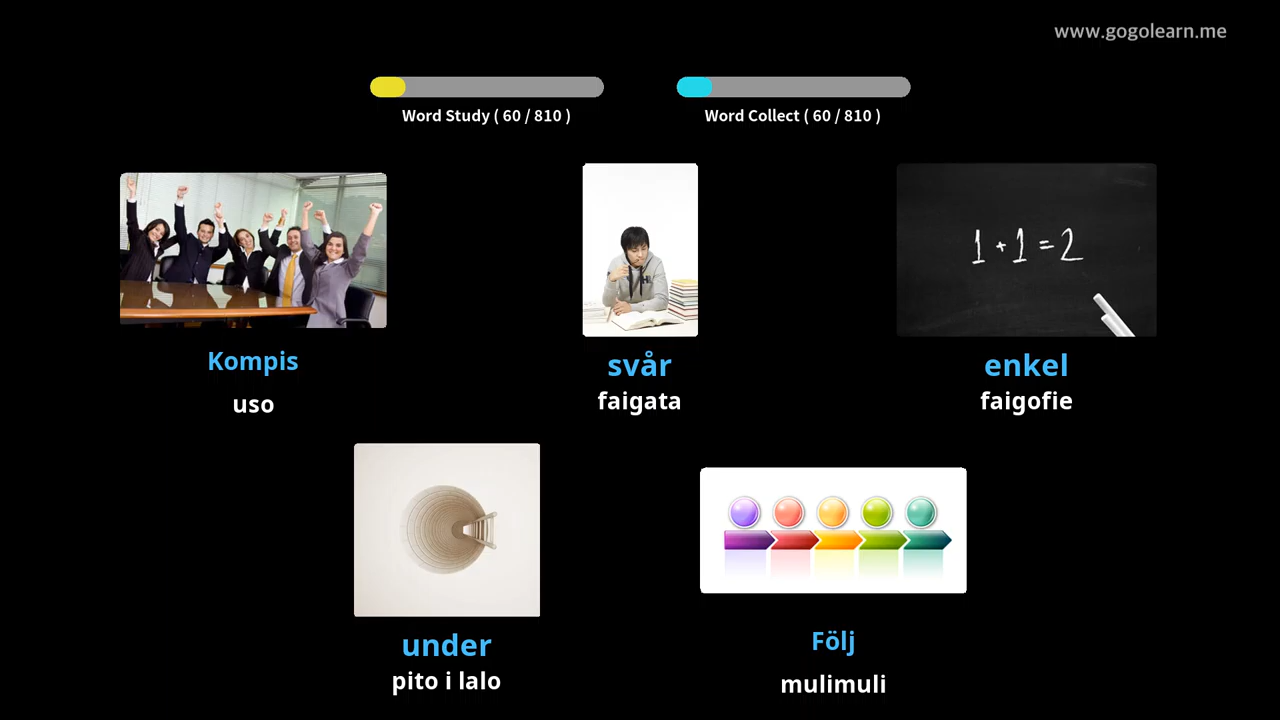 www.gogolearn.me
Word Study ( 60 / 810 )
Word Collect ( 60 / 810 )
Kompis
uso
svår
faigata
1 + 1 = 2
enkel
faigofie
under
pito i lalo
Följ
mulimuli